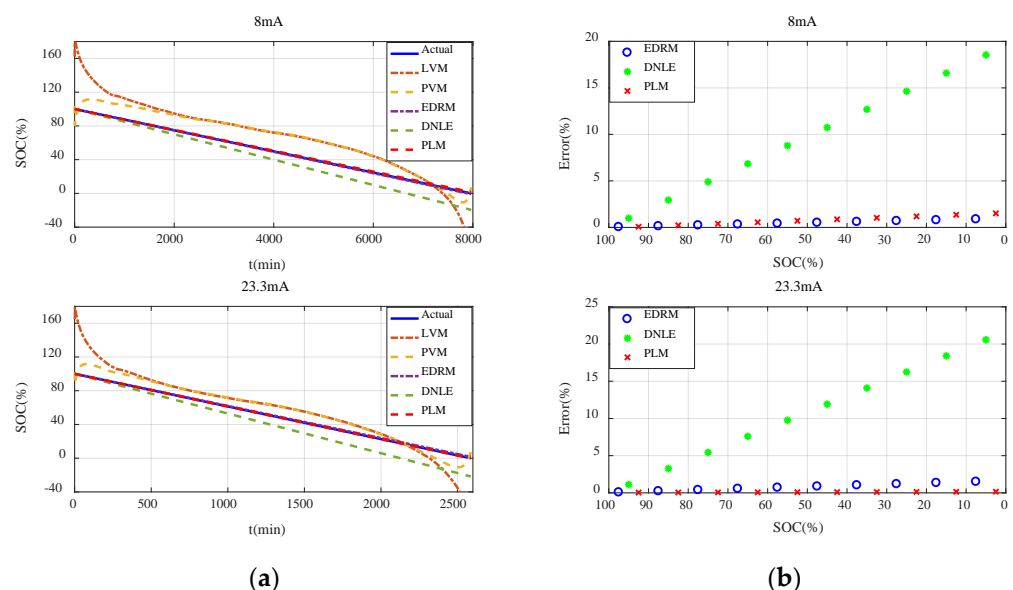 8mA
160
120
80
40
0
-40
SOC(%)
0
2000
4000
6000
8000
t(min)
Actual
LVM
PVM
EDRM
DNLE
PLM
8mA
20
15
10
5
0
Error(%)
100
90
80
70
60
50
40
30
20
10
0
SOC(%)
EDRM
DNLE
PLM
23.3mA
160
120
80
40
0
-40
SOC(%)
0
500
1000
1500
2000
2500
t(min)
Actual
LVM
PVM
EDRM
DNLE
PLM
23.3mA
25
20
15
10
5
0
Error(%)
100
90
80
70
60
50
40
30
20
10
0
SOC(%)
EDRM
DNLE
PLM
(a)
(b)